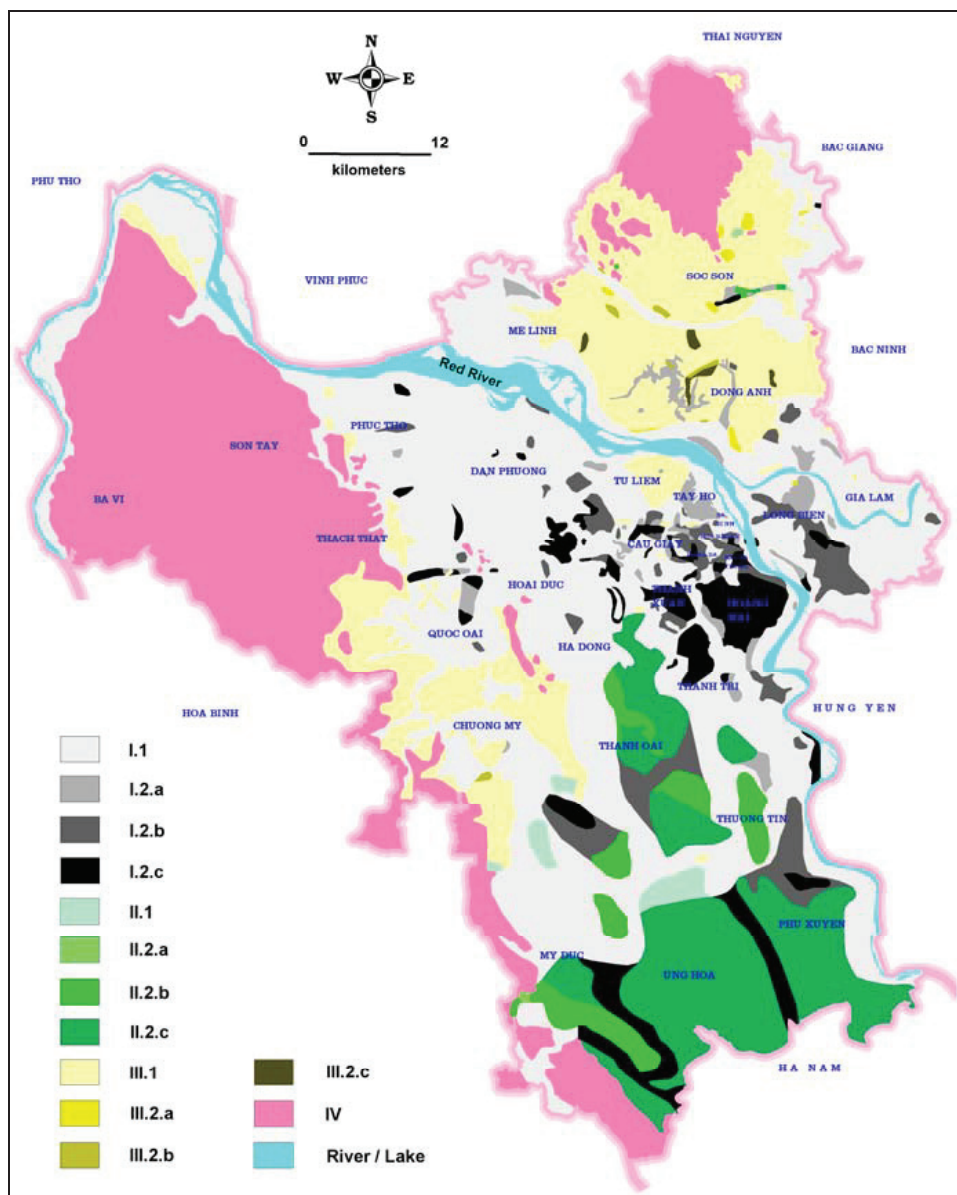 THAI NGUYEN
N
W E
S
0 12
kilometers
BAC GIANG
PHU THO
VINH PHUC
SOC SON
ME LINH
BAC NINH
Red River
DONG ANH
PHUC THO
SON TAY
DAN PHUONG
TU LIEM
TAY HO
BA VI
GIA LAM
LONG BIEN
THACH THAT
CAU GIAY
HOAI DUC
THANH
XUAN
HOANG
MAI
QUOC OAI
HA DONG
THANH TRI
HOA BINH
HUNG YEN
CHUONG MY
THANH OAI
THUONG TIN
PHU XUYEN
MY DUC
UNG HOA
HA NAM
I.1
I.2.a
I.2.b
I.2.c
II.1
II.2.a
II.2.b
II.2.c
III.1
III.2.a
III.2.b
III.2.c
IV
River / Lake